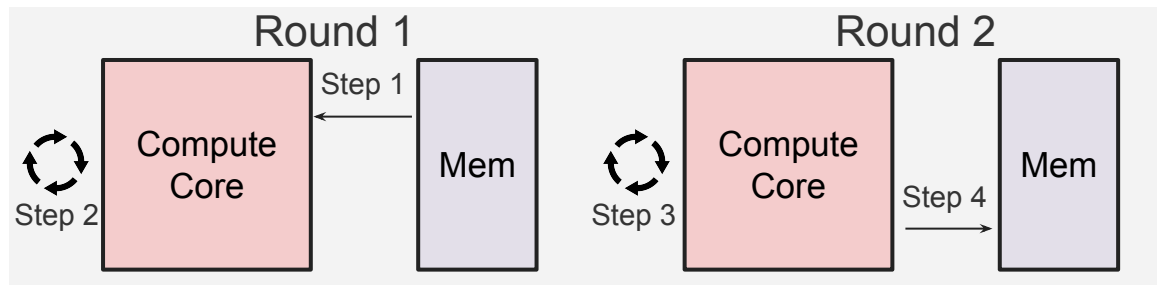 Round 1
Step 1
Compute
Core
Mem
Step 2
Round 2
Compute
Core
Mem
Step 3
Step 4